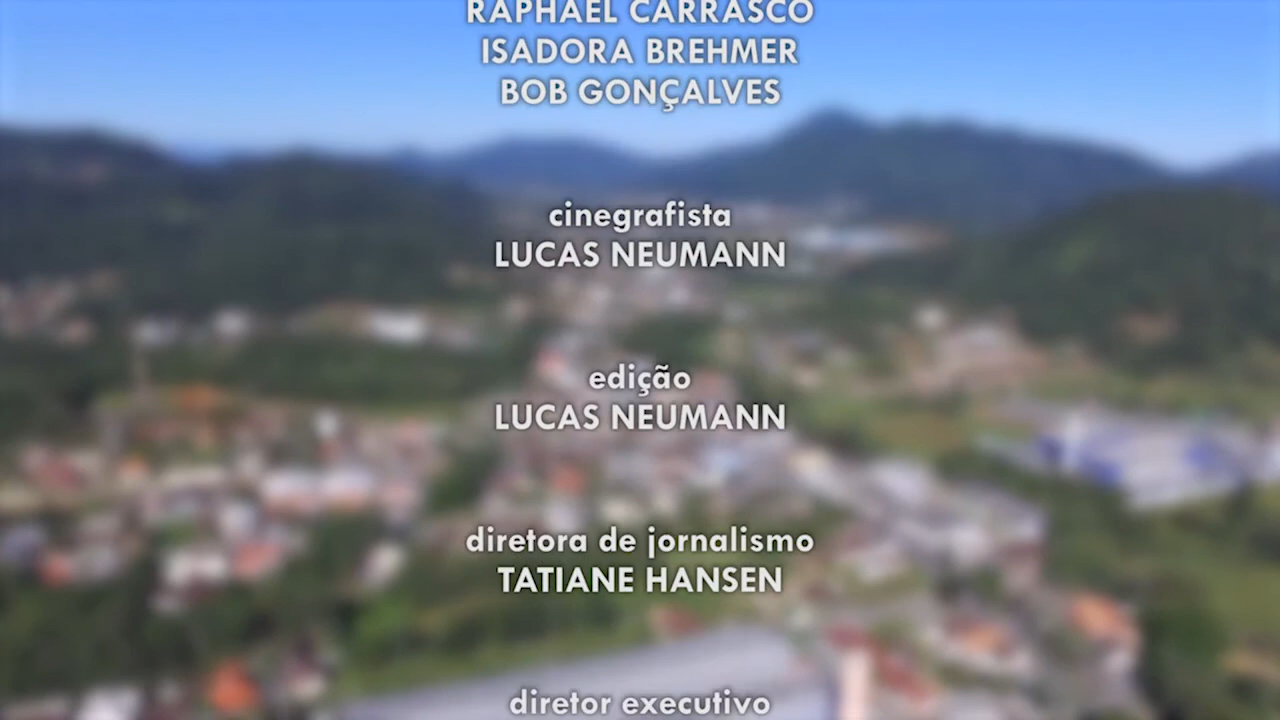 RAPHAEL CARRASCO
ISADORA BREHMER
BOB GONÇALVES
cinegrafista
LUCAS NEUMANN
edição
LUCAS NEUMANN
diretora de jornalismo
TATIANE HANSEN
diretor executivo